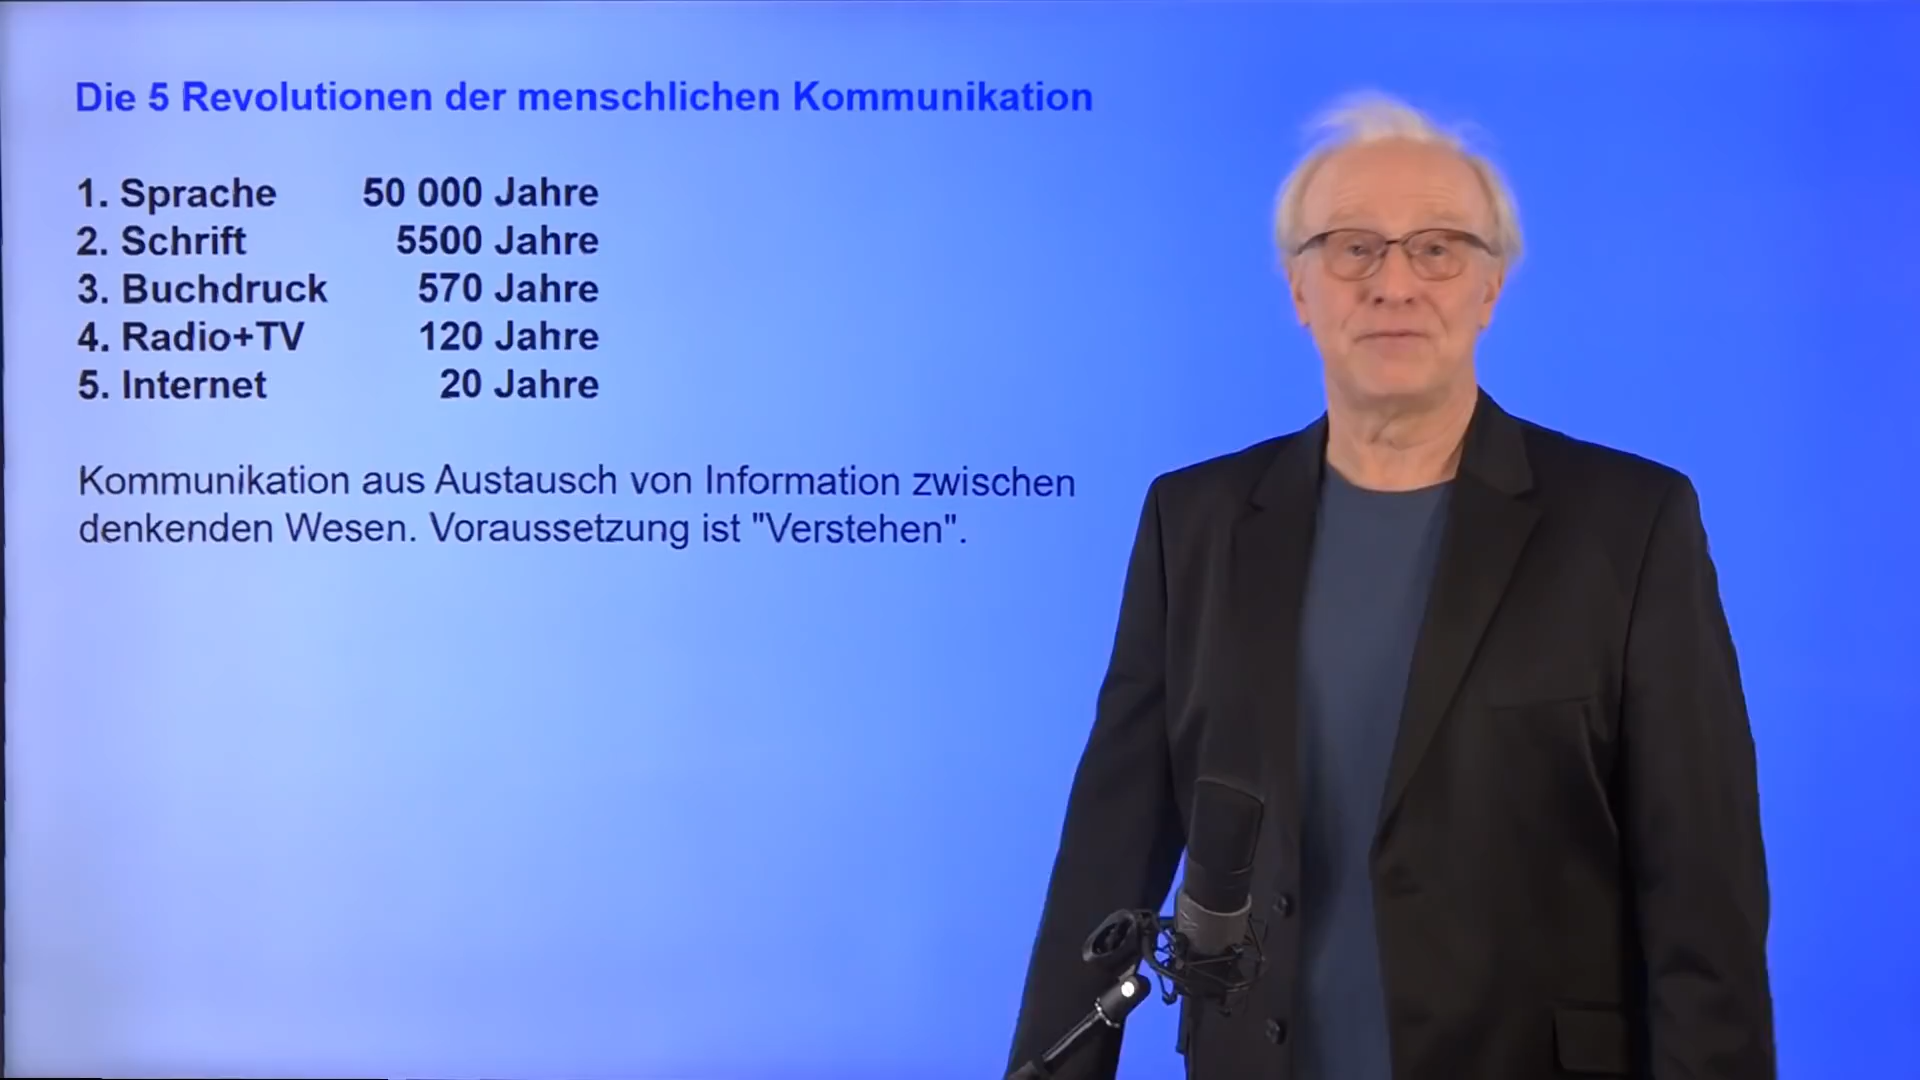 Die 5 Revolutionen der menschlichen Kommunikation
1. Sprache 50 000 Jahre
2. Schrift 5500 Jahre
3. Buchdruck 570 Jahre
4. Radio+TV 120 Jahre
5. Internet 20 Jahre
Kommunikation aus Austausch von Information zwischen
denkenden Wesen. Voraussetzung ist "Verstehen".